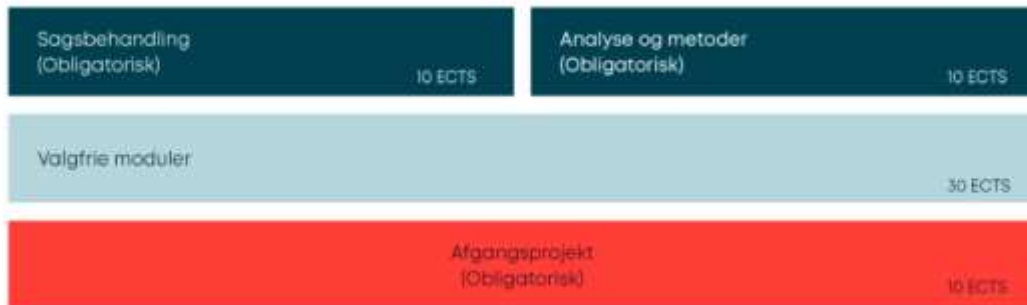 Sagsbehandling
(Obligatorisk)
10 ECTS
Analyse og metoder
(Obligatorisk)
10 ECTS
Valgfrie moduler
30 ECTS
Afgangsprojekt
(Obligatorisk)
10 ECTS